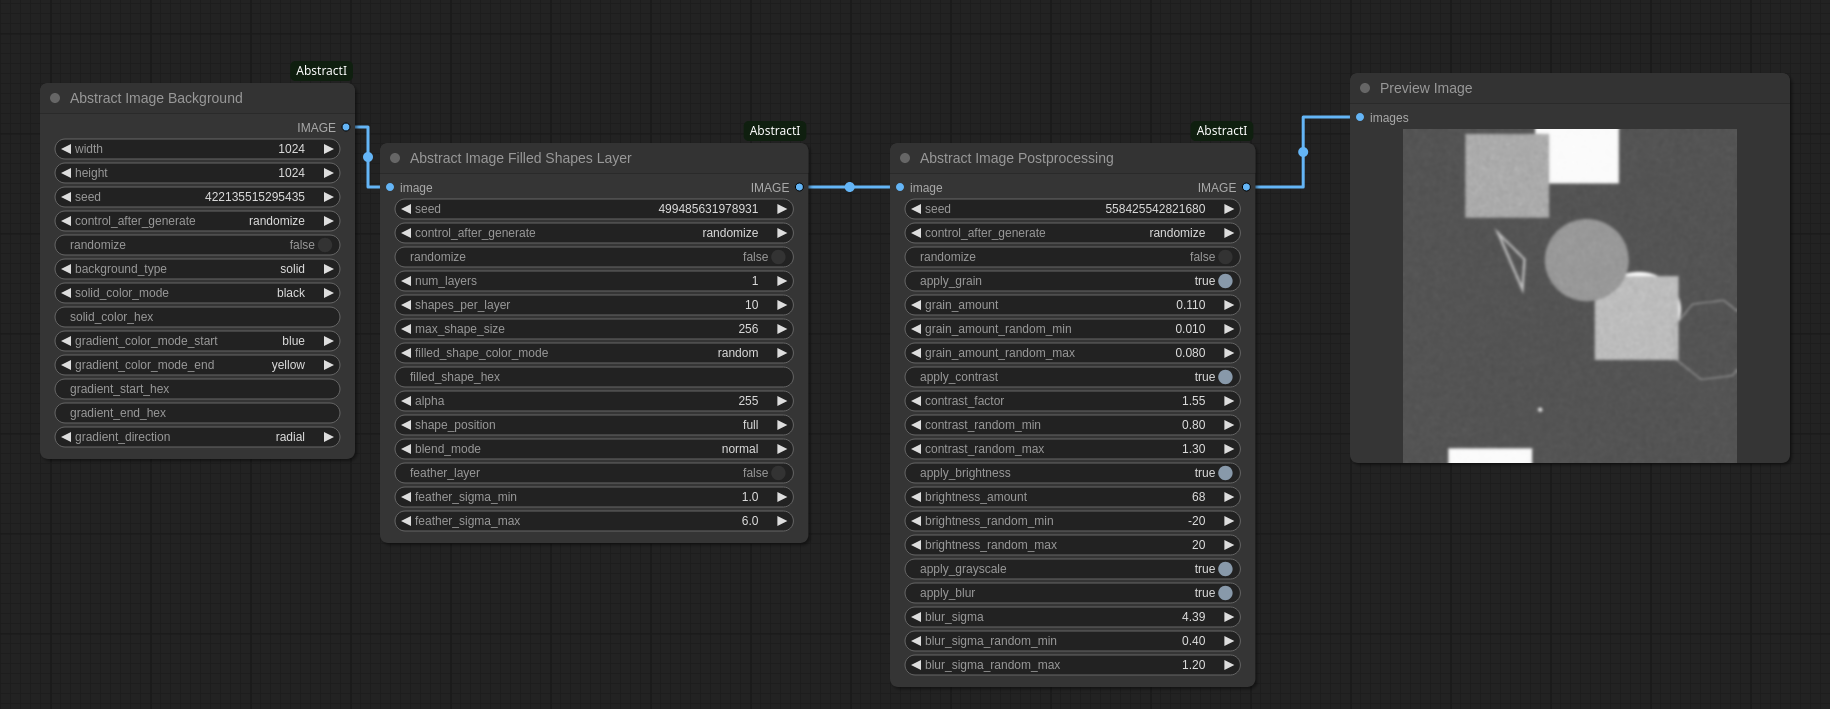 AbstractI
Abstract Image Background
IMAGE
width 1024
height 1024
seed 422135515295435
control_after_generate randomize
randomize false
background_type solid
solid_color_mode black
solid_color_hex
gradient_color_mode_start blue
gradient_color_mode_end yellow
gradient_start_hex
gradient_end_hex
gradient_direction radial
AbstractI
Abstract Image Filled Shapes Layer
image IMAGE
seed 499485631978931
control_after_generate randomize
randomize false
num_layers 1
shapes_per_layer 10
max_shape_size 256
filled_shape_color_mode random
filled_shape_hex
alpha 255
shape_position full
blend_mode normal
feather_layer false
feather_sigma_min 1.0
feather_sigma_max 6.0
AbstractI
Abstract Image Postprocessing
image IMAGE
seed 558425542821680
control_after_generate randomize
randomize false
apply_grain true
grain_amount 0.110
grain_amount_random_min 0.010
grain_amount_random_max 0.080
apply_contrast true
contrast_factor 1.55
contrast_random_min 0.80
contrast_random_max 1.30
apply_brightness true
brightness_amount 68
brightness_random_min -20
brightness_random_max 20
apply_grayscale true
apply_blur true
blur_sigma 4.39
blur_sigma_random_min 0.40
blur_sigma_random_max 1.20
Preview Image
images